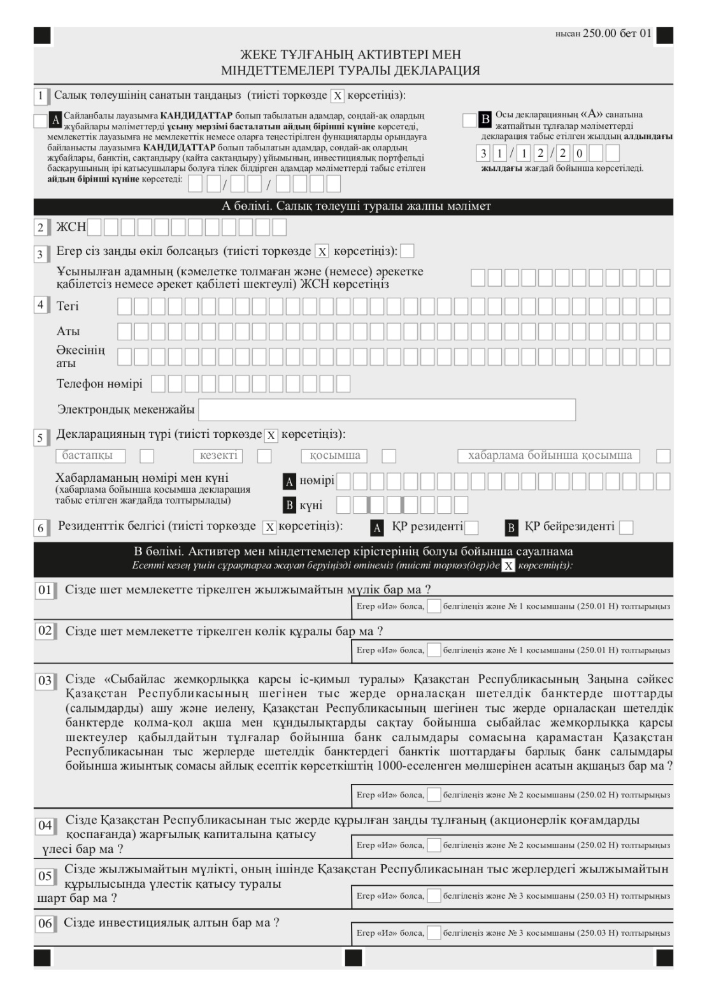 нысан 250.00 бет 01
ЖЕКЕ ТҰЛҒАНЫҢ АКТИВТЕРІ МЕН
МІНДЕТТЕМЕЛЕРІ ТУРАЛЫ ДЕКЛАРАЦИЯ
1 Салық төлеушінің санатын таңдаңыз (тиісті торкөзде X көрсетіңіз):
A Сайланбалы лауазымға КАНДИДАТТАР болып табылатын адамдар, сондай-ақ олардың
жұбайлары мәліметтерді ұсыну мерзімі басталатын айдың бірінші күніне көрсетеді,
мемлекеттік лауазымға не мемлекеттік немесе оларға теңестірілген функцияларды орындауға
байланысты лауазымға КАНДИДАТТАР болып табылатын адамдар, сондай-ақ олардың
жұбайлары, банктің, сақтандыру (қайта сақтандыру) ұйымының, инвестициялық портфельді
басқарушының ірі қатысушылары болуға тілек білдірген адамдар мәліметтерді табыс етілген
айдың бірінші күніне көрсетеді: / /
B Осы декларацияның «А» санатына
жатпайтын тұлғалар мәліметтерді
декларация табыс етілген жылдың алдындағы
3 1 / 1 2 / 2 0
жылдағы жағдай бойынша көрсетіледі.
А бөлімі. Салық төлеуші туралы жалпы мәлімет
2 ЖСН
3 Егер сіз заңды өкіл болсаңыз (тиісті торкөзде X көрсетіңіз):
Ұсынылған адамның (кәмелетке толмаған және (немесе) әрекетке
қабілетсіз немесе әрекет қабілеті шектеулі) ЖСН көрсетіңіз
4 Тегі
Аты
Әкесінің
аты
Телефон нөмірі
Электрондық мекенжайы
5 Декларацияның түрі (тиісті торкөзде X көрсетіңіз):
бастапқы кезекті қосымша хабарлама бойынша қосымша
Хабарламаның нөмірі мен күні
(хабарлама бойынша қосымша декларация
табыс етілген жағдайда толтырылады)
A нөмірі
B күні
6 Резиденттік белгісі (тиісті торкөзде X көрсетіңіз): A ҚР резиденті B ҚР бейрезиденті
В бөлімі. Активтер мен міндеттемелер кірістерінің болуы бойынша сауалнама
Есепті кезең үшін сұрақтарға жауап беруіңізді өтінеміз (тиісті торкөз(дер)де X көрсетіңіз):
01 Сізде шет мемлекетте тіркелген жылжымайтын мүлік бар ма ?
Егер «Иә» болса, белгілеңіз және № 1 қосымшаны (250.01 Н) толтырыңыз
02 Сізде шет мемлекетте тіркелген көлік құралы бар ма ?
Егер «Иә» болса, белгілеңіз және № 1 қосымшаны (250.01 Н) толтырыңыз
03 Сізде «Сыбайлас жемқорлыққа қарсы іс-қимыл туралы» Қазақстан Республикасының Заңына сәйкес
Қазақстан Республикасының шегінен тыс жерде орналасқан шетелдік банктерде шоттарды
(салымдарды) ашу және иелену, Қазақстан Республикасының шегінен тыс жерде орналасқан шетелдік
банктерде қолма-қол ақша мен құндылықтарды сақтау бойынша сыбайлас жемқорлыққа қарсы
шектеулер қабылдайтын тұлғалар бойынша банк салымдары сомасына қарамастан Қазақстан
Республикасынан тыс жерлерде шетелдік банктердегі банктік шоттардағы барлық банк салымдары
бойынша жиынтық сомасы айлық есептік көрсеткіштің 1000-еселенген мөлшерінен асатын ақшаңыз бар ма ?
Егер «Иә» болса, белгілеңіз және № 2 қосымшаны (250.02 Н) толтырыңыз
04 Сізде Қазақстан Республикасынан тыс жерде құрылған заңды тұлғаның (акционерлік қоғамдарды
қоспағанда) жарғылық капиталына қатысу
үлесі бар ма ?
Егер «Иә» болса, белгілеңіз және № 2 қосымшаны (250.02 Н) толтырыңыз
05 Сізде жылжымайтын мүлікті, оның ішінде Қазақстан Республикасынан тыс жерлердегі жылжымайтын
құрылысында үлестік қатысу туралы
шарт бар ма ?
Егер «Иә» болса, белгілеңіз және № 3 қосымшаны (250.03 Н) толтырыңыз
06 Сізде инвестициялық алтын бар ма ?
Егер «Иә» болса, белгілеңіз және № 3 қосымшаны (250.03 Н) толтырыңыз